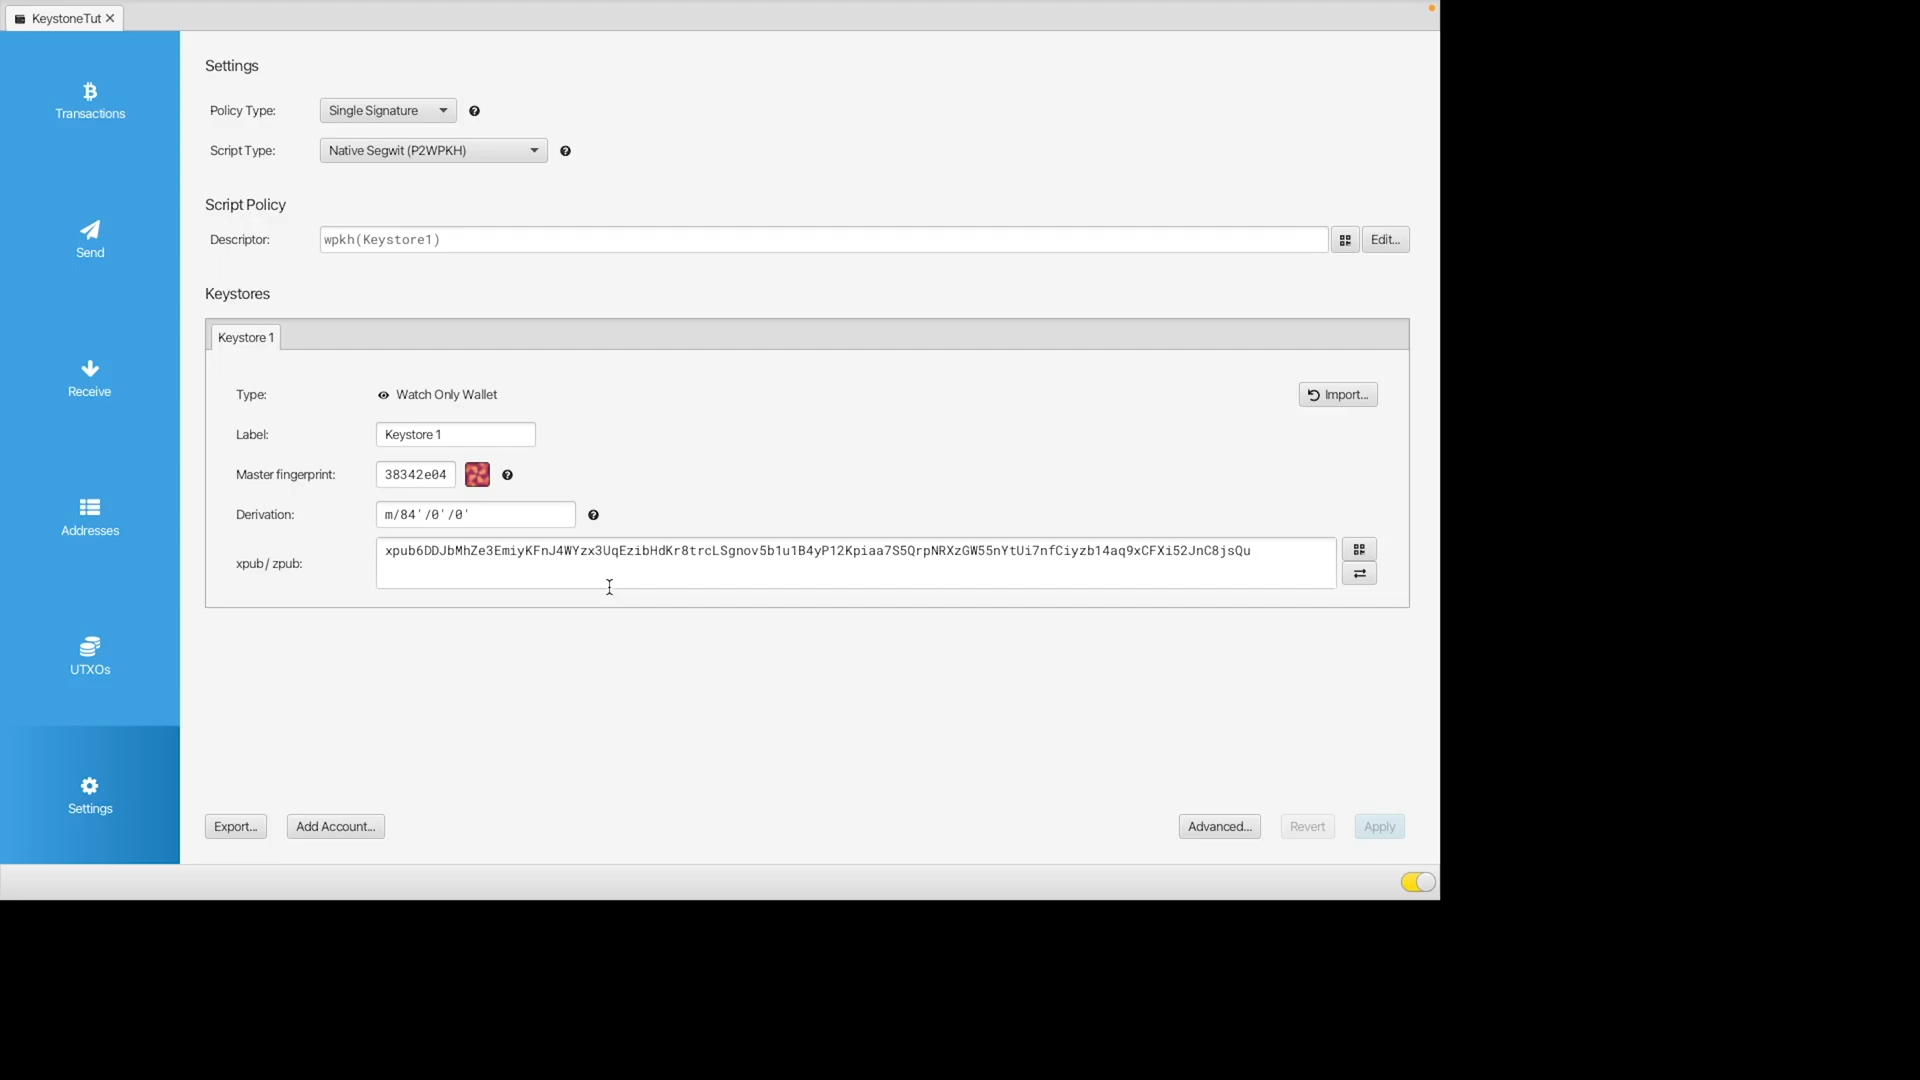 KeystoneTut
Transactions
Send
Receive
Addresses
UTXOs
Settings
Settings
Policy Type: Single Signature
Script Type: Native Segwit (P2WPKH)
Script Policy
Descriptor: wpkh(Keystore1) Edit...
Keystores
Keystore 1
Type: Watch Only Wallet Import...
Label: Keystore 1
Master fingerprint: 38342e04
Derivation: m/84'/0'/0'
xpub / zpub: xpub6DDJbMhZe3EmiyKFnJ4WYzx3UqEzibHdKr8trcLSgnov5b1u1B4yP12Kpiaa7S5QrpNRXzGW55nYtUi7nfCiyzb14aq9xCFXi52JnC8jsQu
Export... Add Account... Advanced... Revert Apply